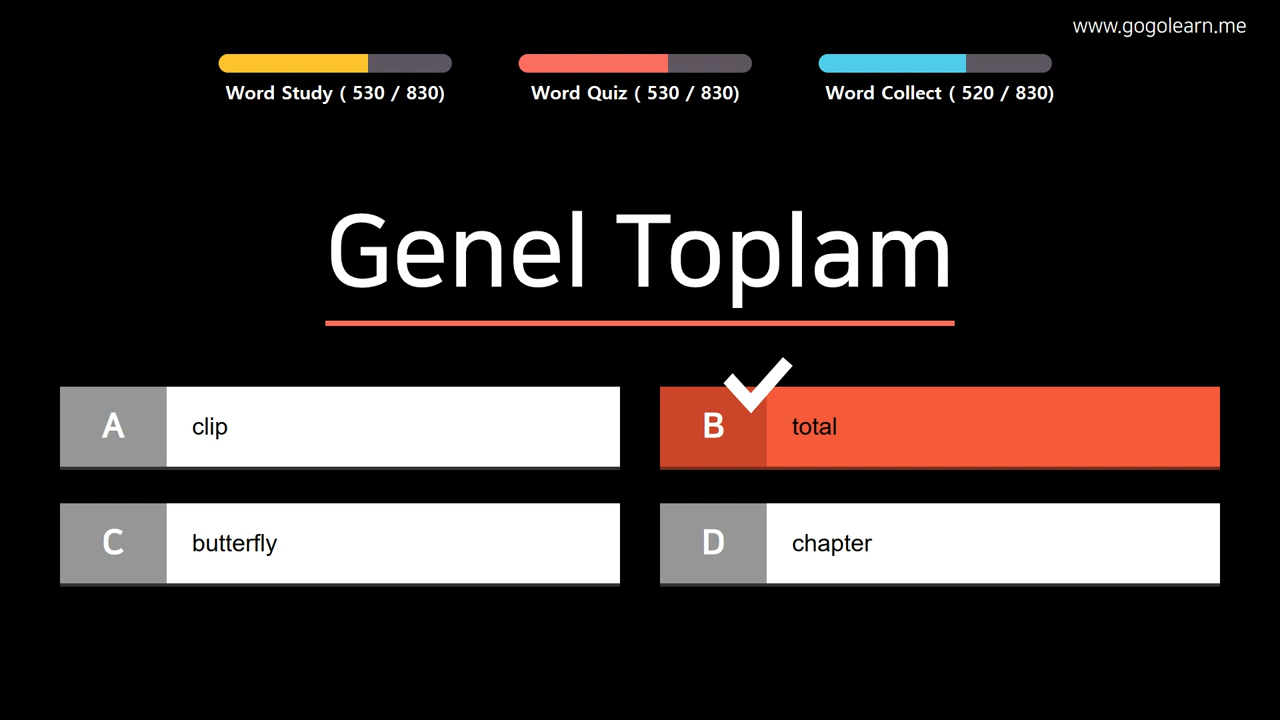 www.gogolearn.me
Word Study ( 530 / 830)
Word Quiz ( 530 / 830)
Word Collect ( 520 / 830)
Genel Toplam
A clip
B total
C butterfly
D chapter